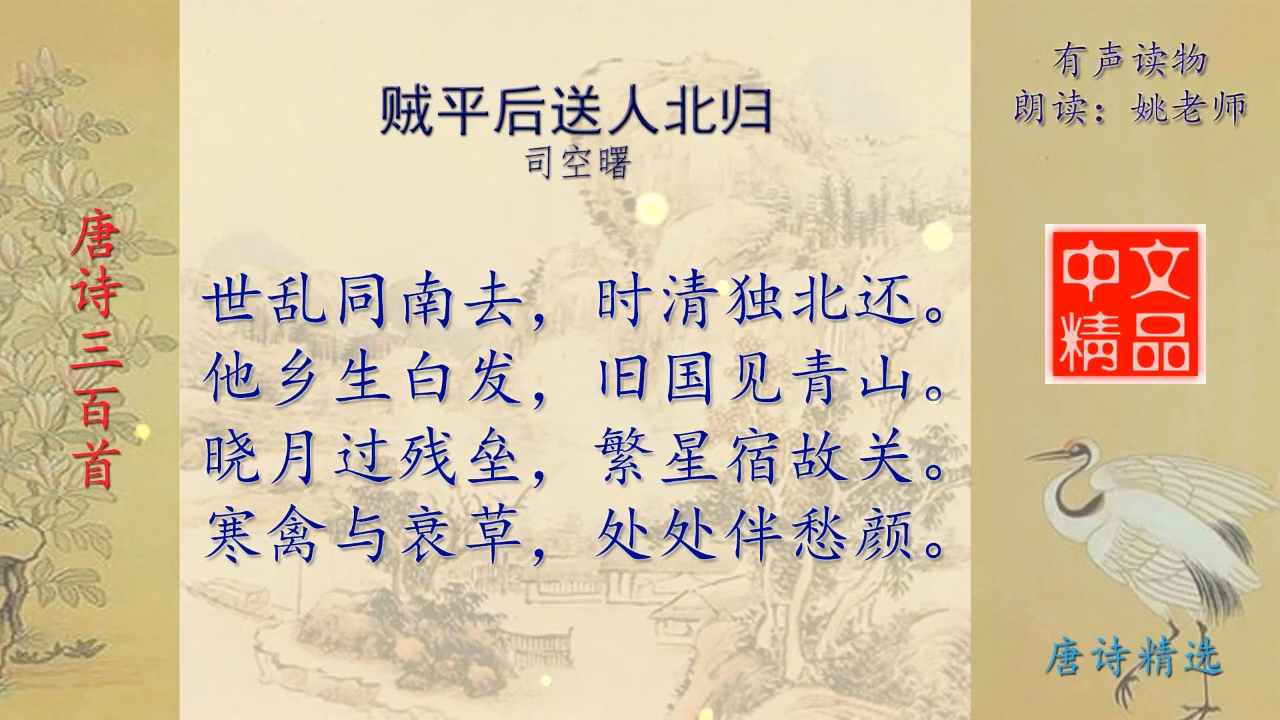 贼平后送人北归
司空曙
世乱同南去，时清独北还。
他乡生白发，旧国见青山。
晓月过残垒，繁星宿故关。
寒禽与衰草，处处伴愁颜。
唐诗三百首
有声读物
朗读：姚老师
中文
精品
唐诗精选